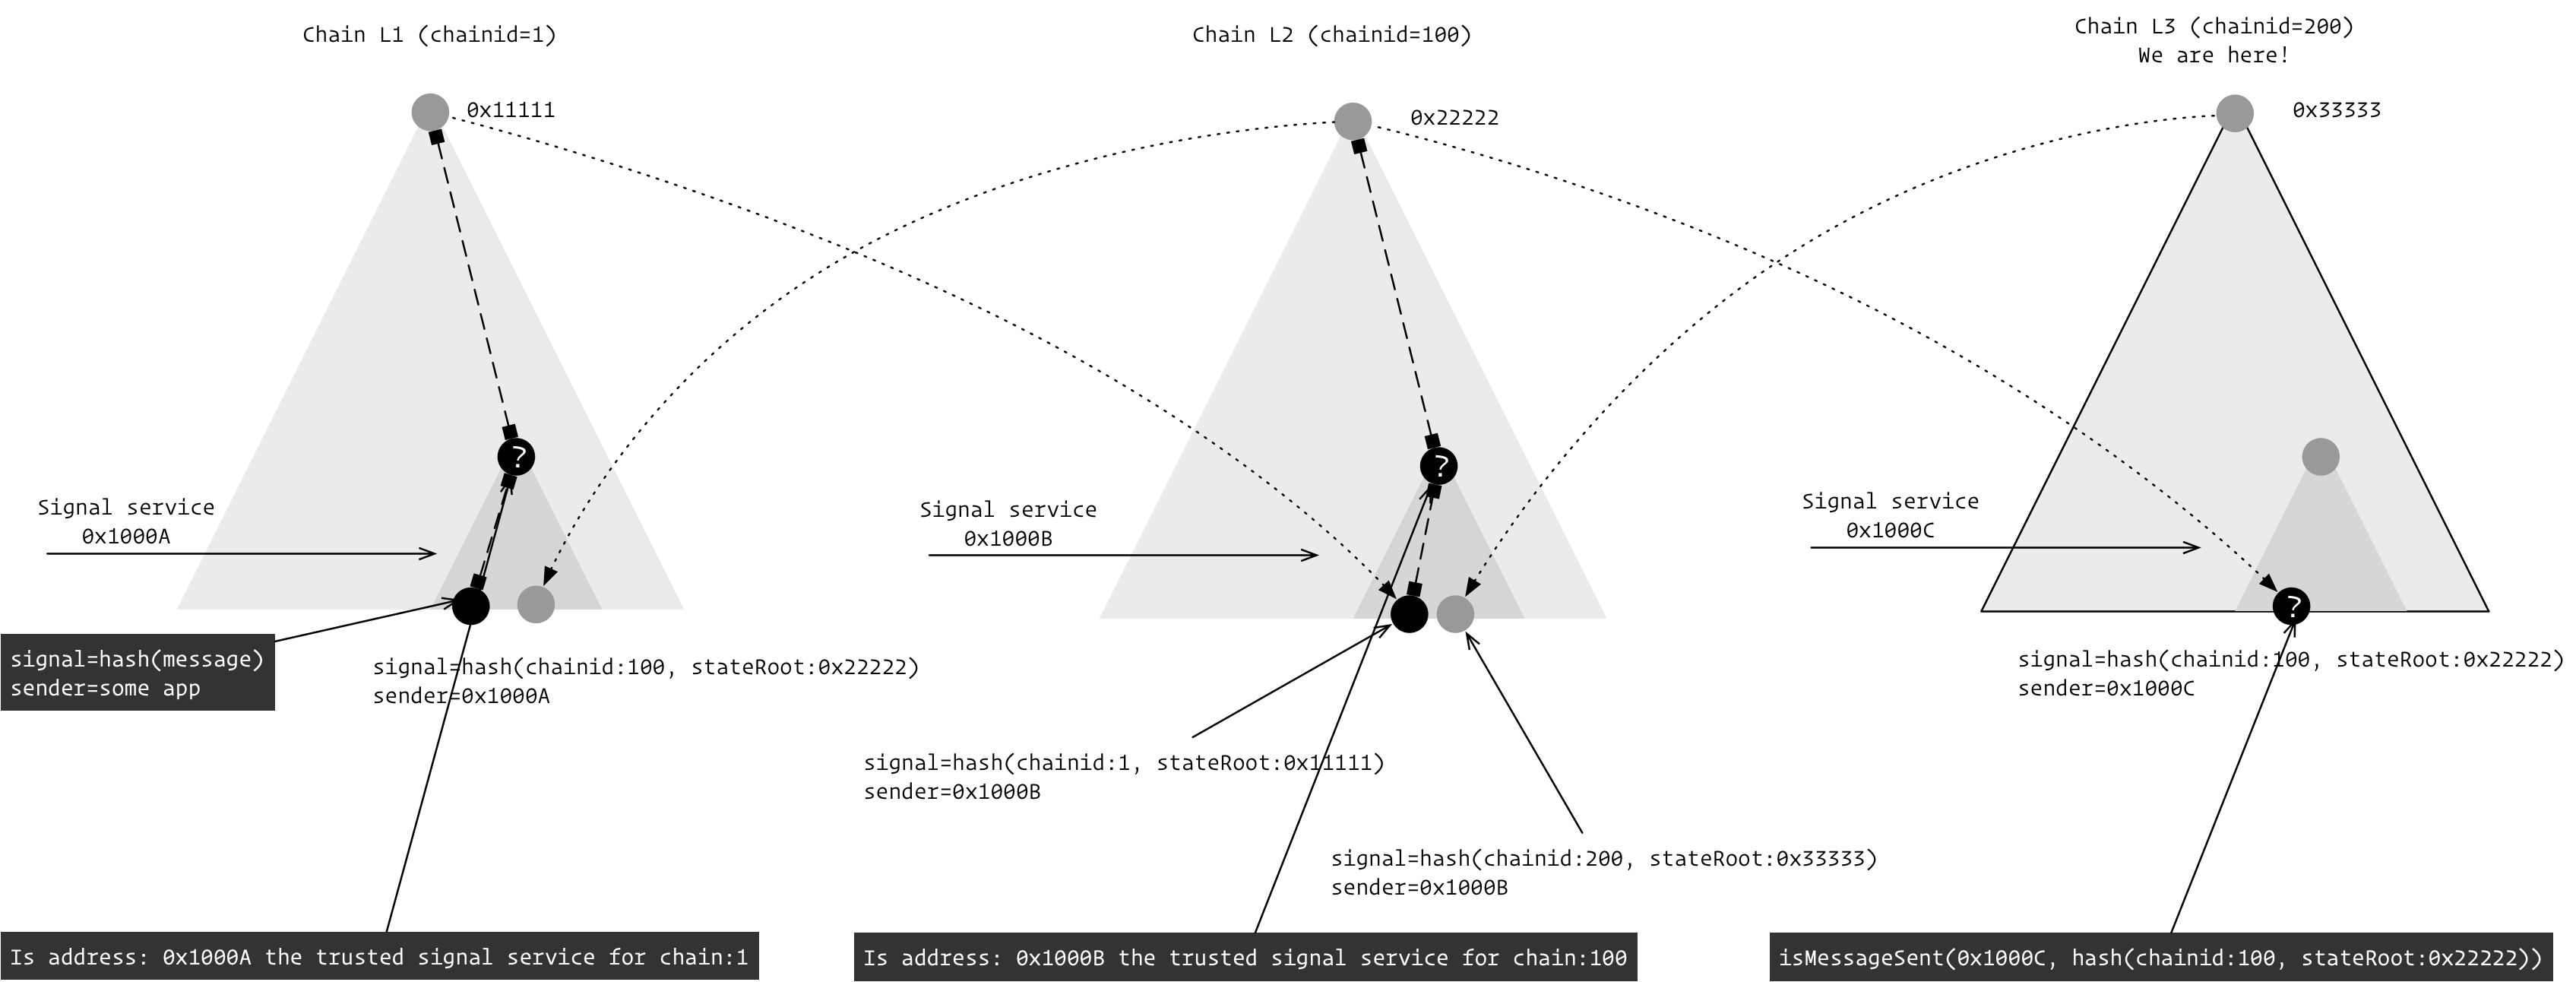 Chain L1 (chainid=1)
Chain L2 (chainid=100)
Chain L3 (chainid=200)
We are here!
0x11111
0x22222
0x33333
?
?
Signal service
0x1000A
Signal service
0x1000B
Signal service
0x1000C
?
signal=hash(message)
sender=some app
signal=hash(chainid:100, stateRoot:0x22222)
sender=0x1000A
signal=hash(chainid:100, stateRoot:0x22222)
sender=0x1000C
signal=hash(chainid:1, stateRoot:0x11111)
sender=0x1000B
signal=hash(chainid:200, stateRoot:0x33333)
sender=0x1000B
Is address: 0x1000A the trusted signal service for chain:1
Is address: 0x1000B the trusted signal service for chain:100
isMessageSent(0x1000C, hash(chainid:100, stateRoot:0x22222))